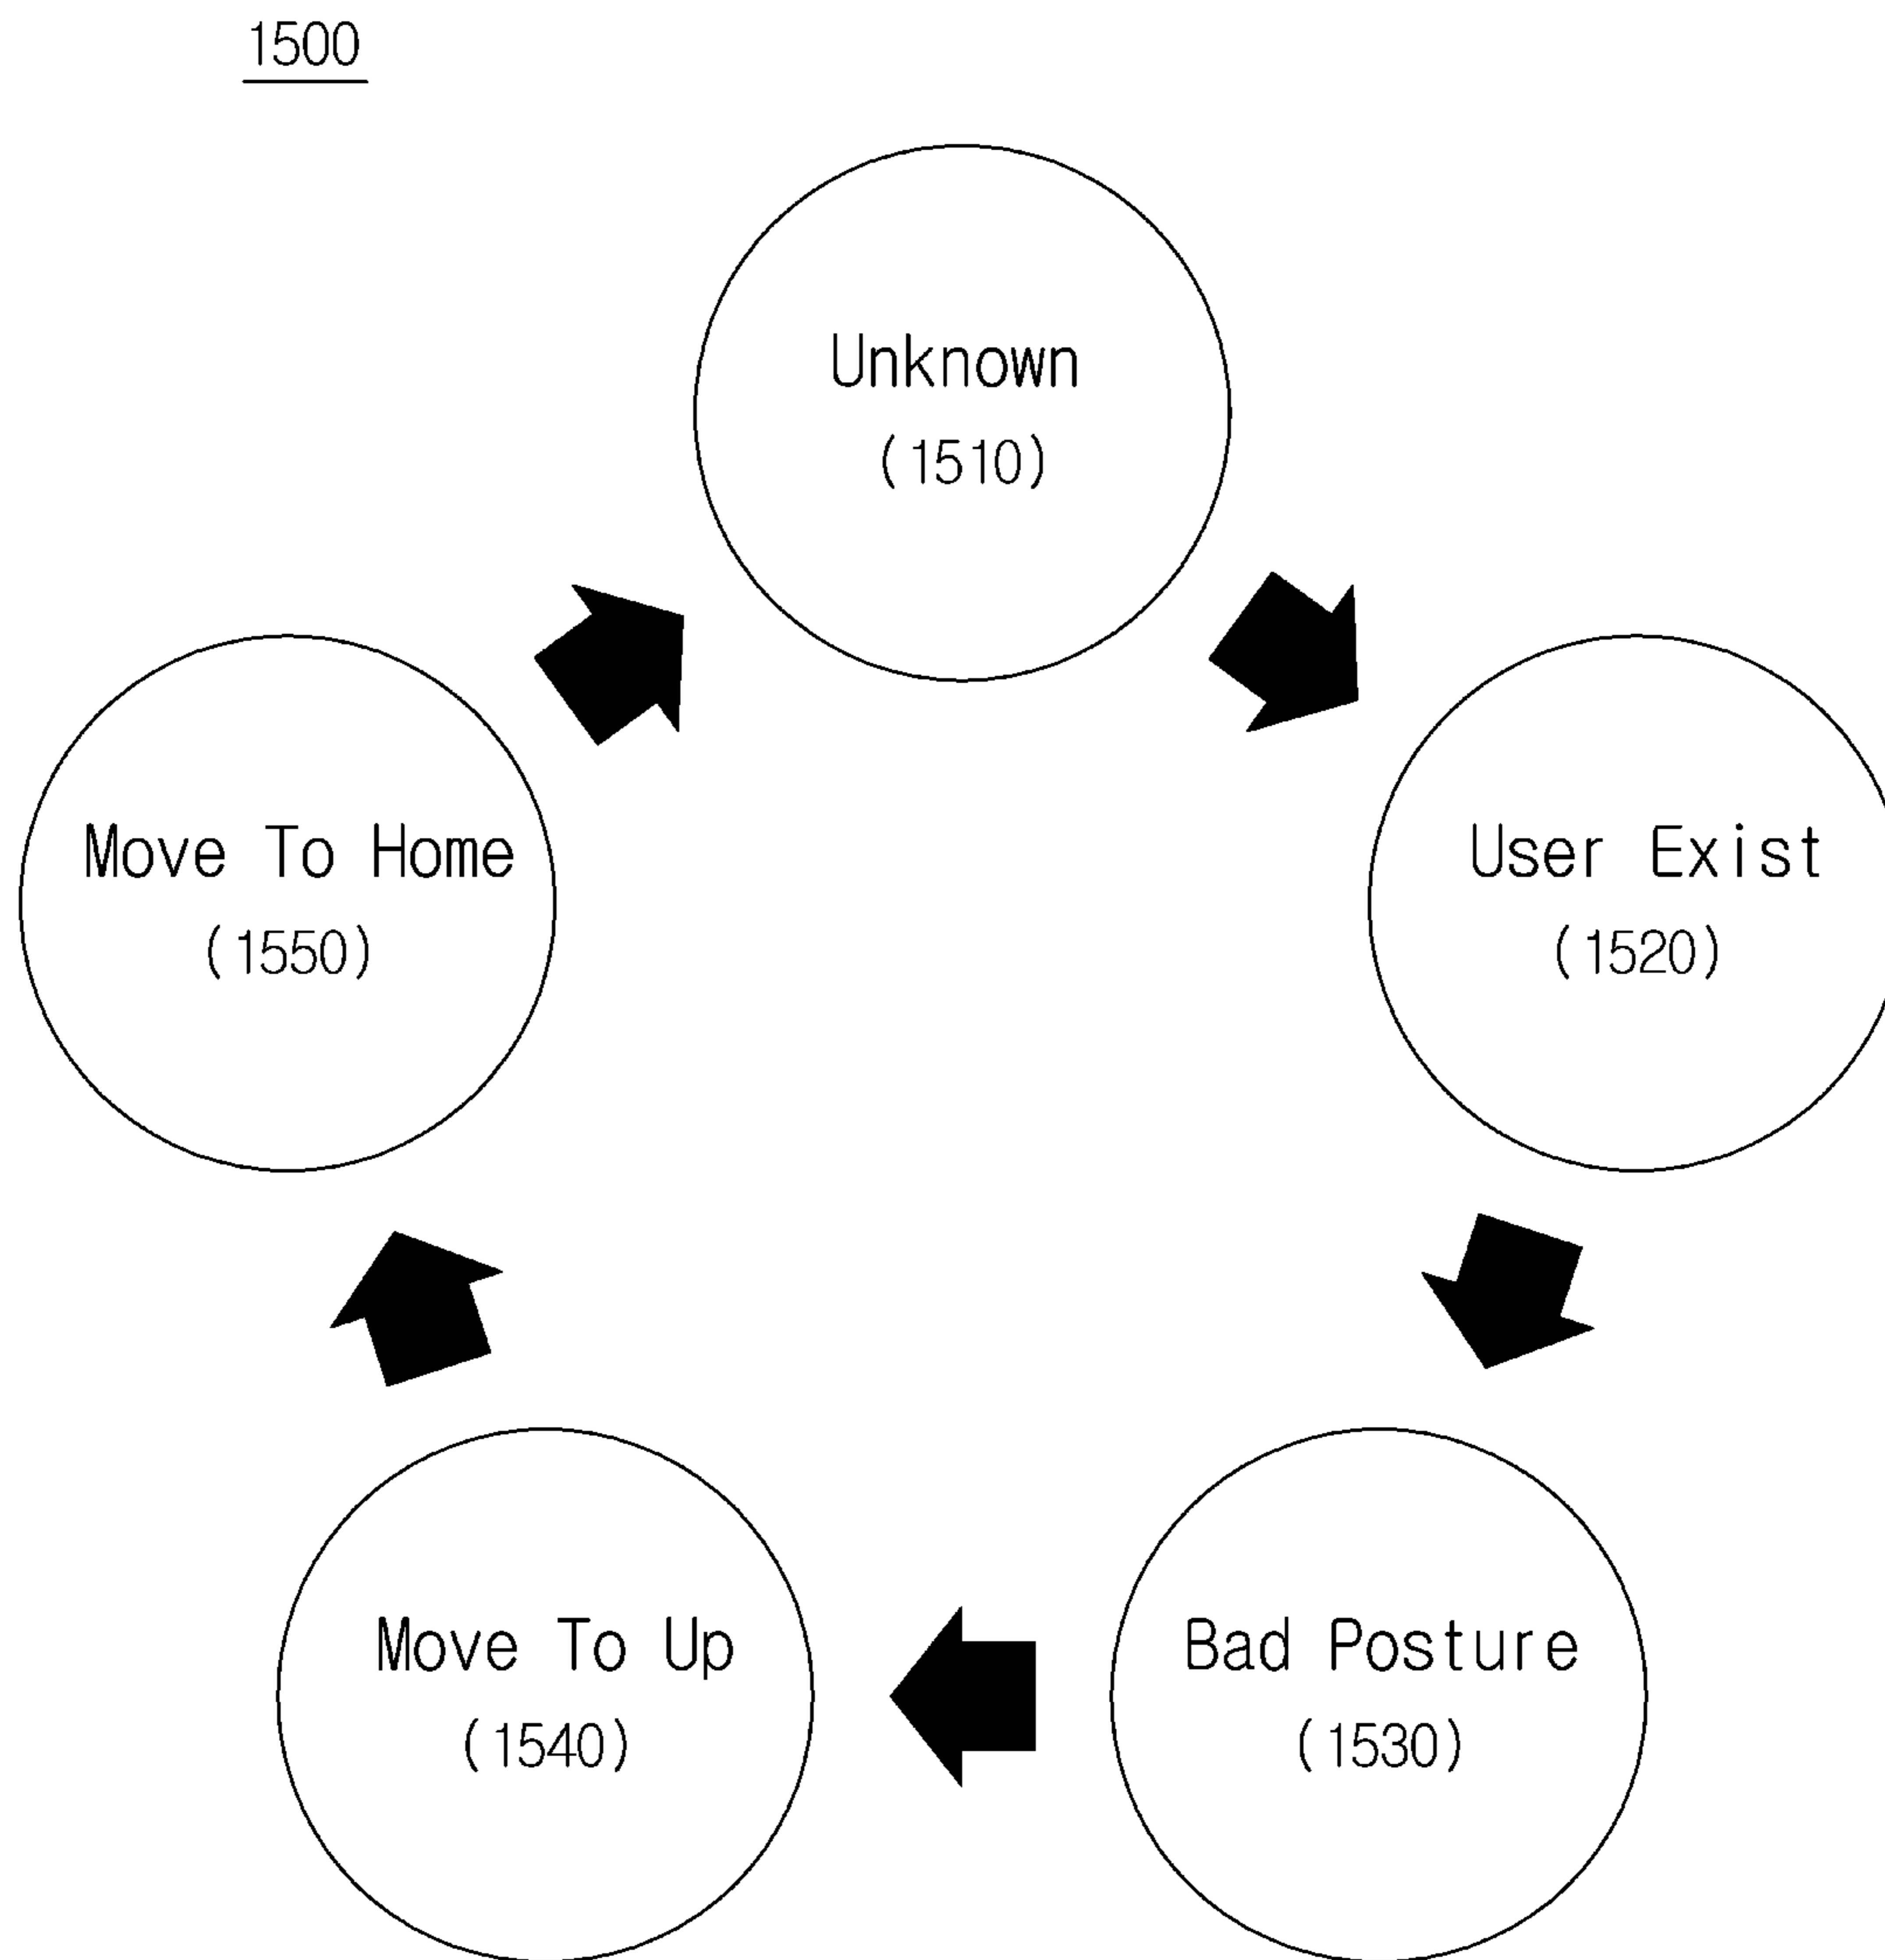 1500
Unknown
(1510)
User Exist
(1520)
Bad Posture
(1530)
Move To Up
(1540)
Move To Home
(1550)